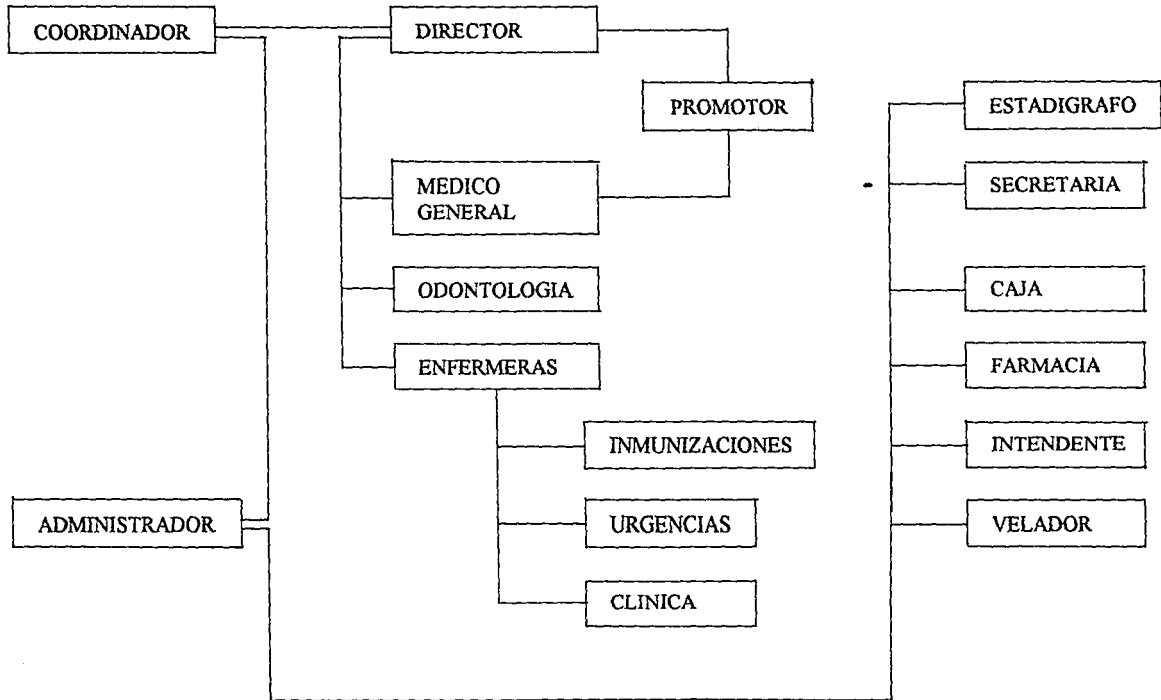 COORDINADOR
DIRECTOR
PROMOTOR
MEDICO
GENERAL
ODONTOLOGIA
ENFERMERAS
INMUNIZACIONES
URGENCIAS
CLINICA
ADMINISTRADOR
ESTADIGRAFO
SECRETARIA
CAJA
FARMACIA
INTENDENTE
VELADOR